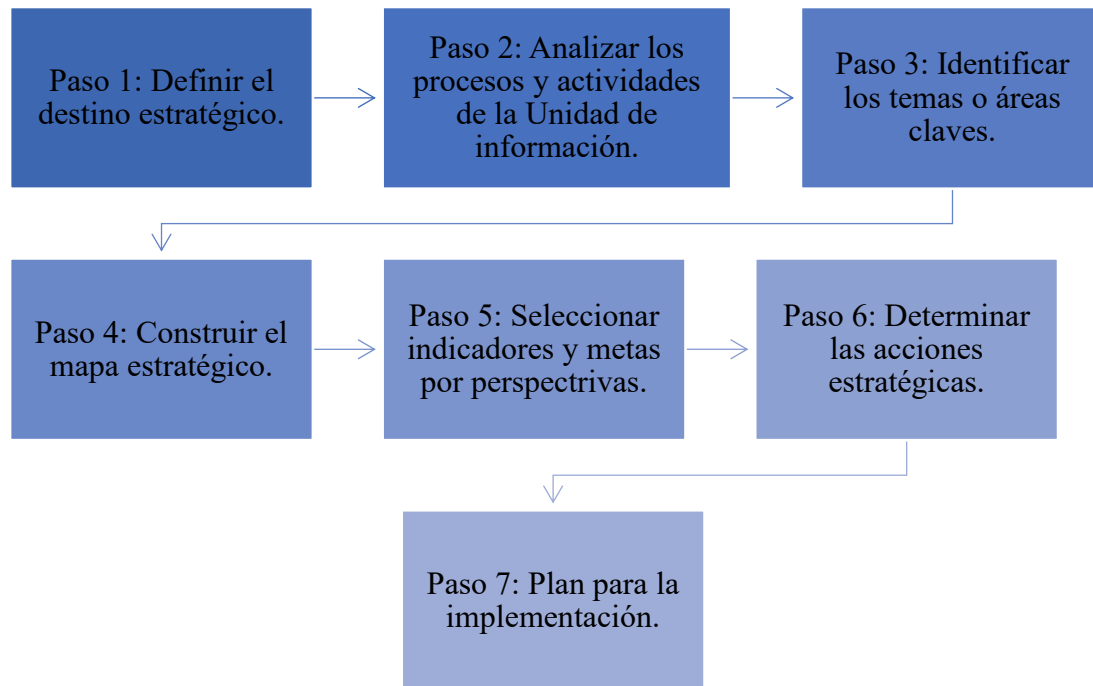 Paso 1: Definir el
destino estratégico.
Paso 2: Analizar los
procesos y actividades
de la Unidad de
información.
Paso 3: Identificar
los temas o áreas
claves.
Paso 4: Construir el
mapa estratégico.
Paso 5: Seleccionar
indicadores y metas
por perspectrivas.
Paso 6: Determinar
las acciones
estratégicas.
Paso 7: Plan para la
implementación.